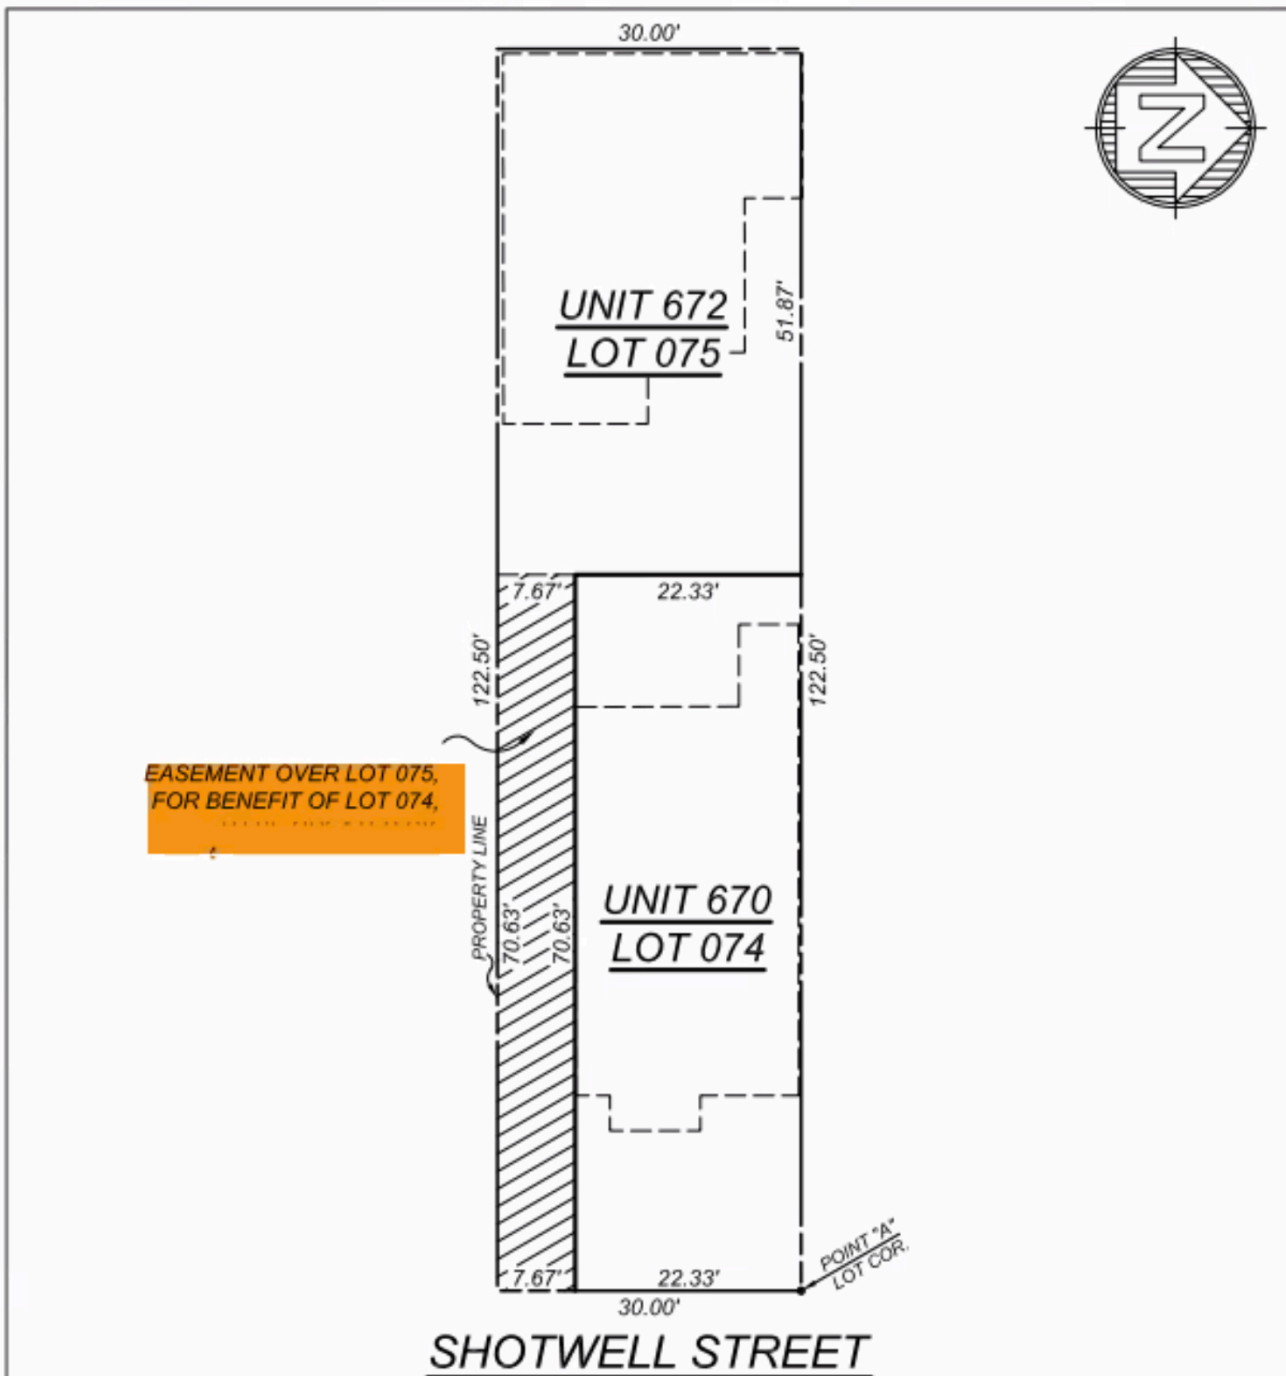 30.00'
N
UNIT 672
LOT 075
51.87'
7.67'
22.33'
122.50'
122.50'
EASEMENT OVER LOT 075,
FOR BENEFIT OF LOT 074,
PROPERTY LINE
70.63'
70.63'
UNIT 670
LOT 074
POINT "A"
LOT COR.
7.67'
22.33'
30.00'
SHOTWELL STREET